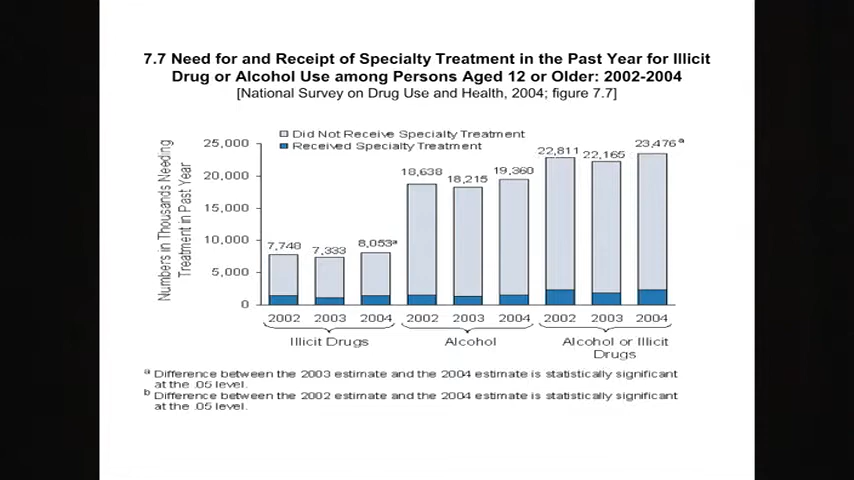 7.7 Need for and Receipt of Specialty Treatment in the Past Year for Illicit
Drug or Alcohol Use among Persons Aged 12 or Older: 2002-2004
[National Survey on Drug Use and Health, 2004; figure 7.7]
Numbers in Thousands Needing
Treatment in Past Year
Did Not Receive Specialty Treatment
Received Specialty Treatment
25,000
20,000
15,000
10,000
5,000
0
7,748
7,333
8,053a
18,638
18,215
19,360
22,811
22,165
23,476 a
2002 2003 2004 2002 2003 2004 2002 2003 2004
Illicit Drugs
Alcohol
Alcohol or Illicit
Drugs
a Difference between the 2003 estimate and the 2004 estimate is statistically significant
at the .05 level.
b Difference between the 2002 estimate and the 2004 estimate is statistically significant
at the .05 level.